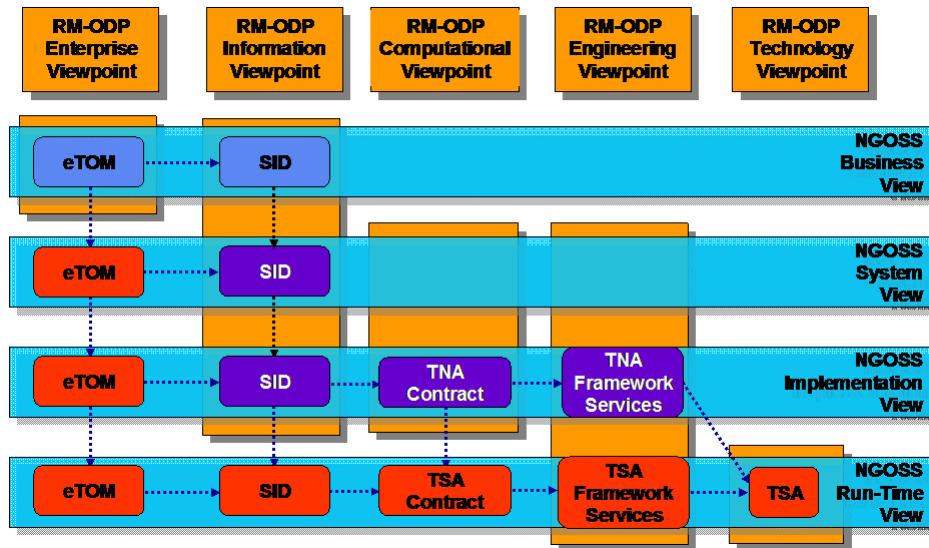 RM-ODP
Enterprise
Viewpoint
RM-ODP
Information
Viewpoint
RM-ODP
Computational
Viewpoint
RM-ODP
Engineering
Viewpoint
RM-ODP
Technology
Viewpoint
eTOM
SID
NGOSS
Business
View
eTOM
SID
NGOSS
System
View
eTOM
SID
TNA
Contract
TNA
Framework
Services
NGOSS
Implementation
View
eTOM
SID
TSA
Contract
TSA
Framework
Services
TSA
NGOSS
Run-Time
View